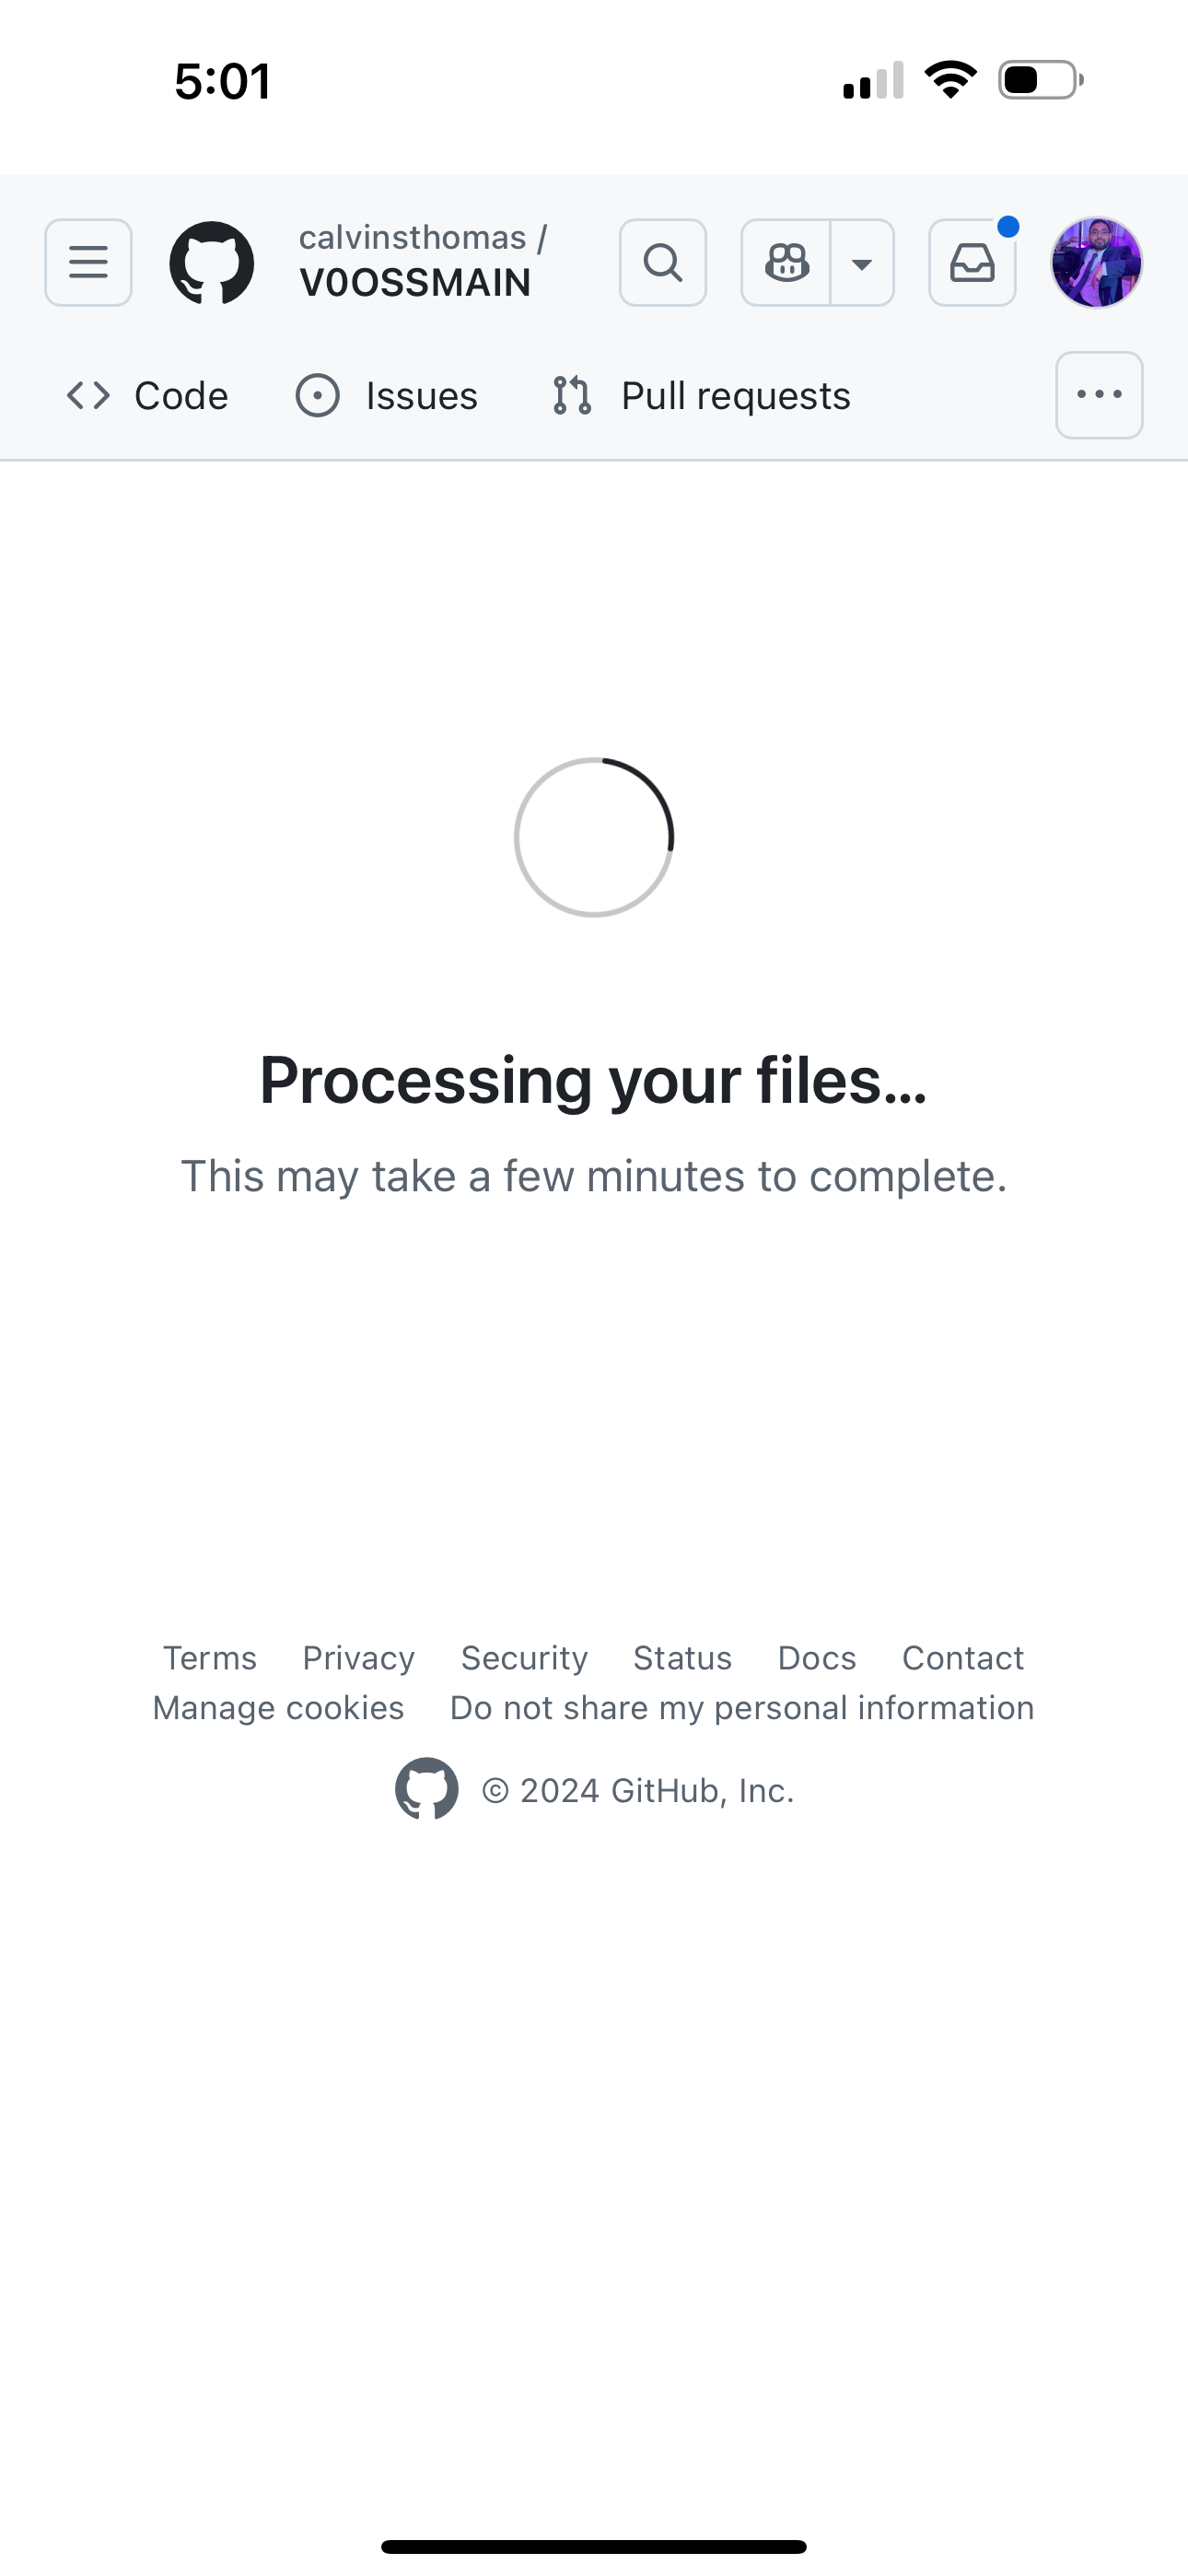 5:01
calvinsthomas /
V0OSSMAIN
Code Issues Pull requests
Processing your files...
This may take a few minutes to complete.
Terms Privacy Security Status Docs Contact
Manage cookies Do not share my personal information
© 2024 GitHub, Inc.